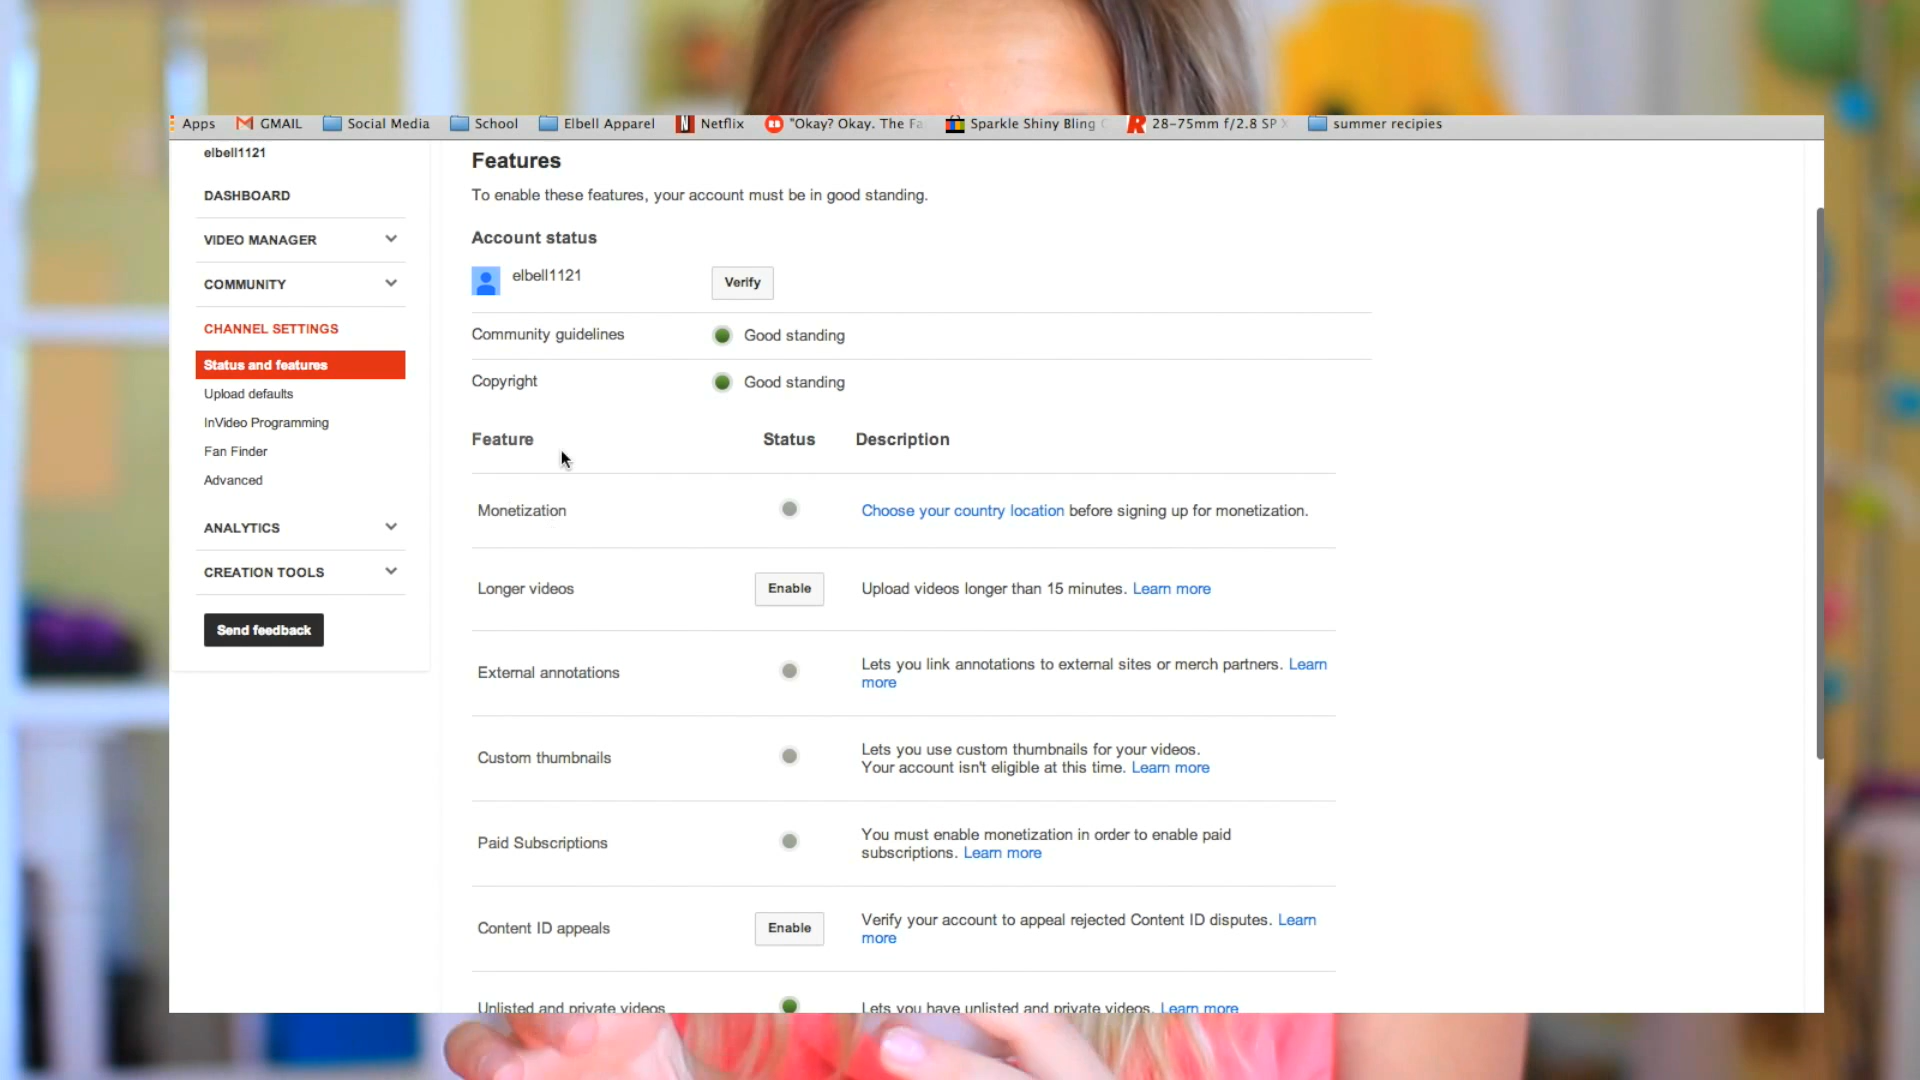 Apps GMAIL Social Media School Elbell Apparel Netflix "Okay? Okay. The Fa Sparkle Shiny Bling 28-75mm f/2.8 SP summer recipies
elbell1121
DASHBOARD
VIDEO MANAGER
COMMUNITY
CHANNEL SETTINGS
Status and features
Upload defaults
InVideo Programming
Fan Finder
Advanced
ANALYTICS
CREATION TOOLS
Send feedback
Features
To enable these features, your account must be in good standing.
Account status
elbell1121 Verify
Community guidelines Good standing
Copyright Good standing
Feature Status Description
Monetization Choose your country location before signing up for monetization.
Longer videos Enable Upload videos longer than 15 minutes. Learn more
External annotations Lets you link annotations to external sites or merch partners. Learn
more
Custom thumbnails Lets you use custom thumbnails for your videos.
Your account isn't eligible at this time. Learn more
Paid Subscriptions You must enable monetization in order to enable paid
subscriptions. Learn more
Content ID appeals Enable Verify your account to appeal rejected Content ID disputes. Learn
more
Unlisted and private videos Lets you have unlisted and private videos. Learn more